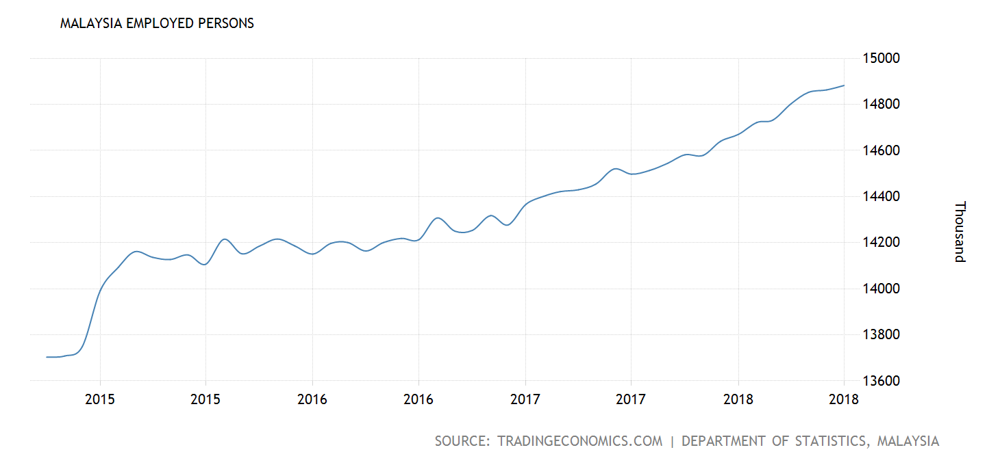 MALAYSIA EMPLOYED PERSONS
15000
14800
14600
14400
14200
14000
13800
13600
Thousand
2015 2015 2016 2016 2017 2017 2018 2018
SOURCE: TRADINGECONOMICS.COM | DEPARTMENT OF STATISTICS, MALAYSIA